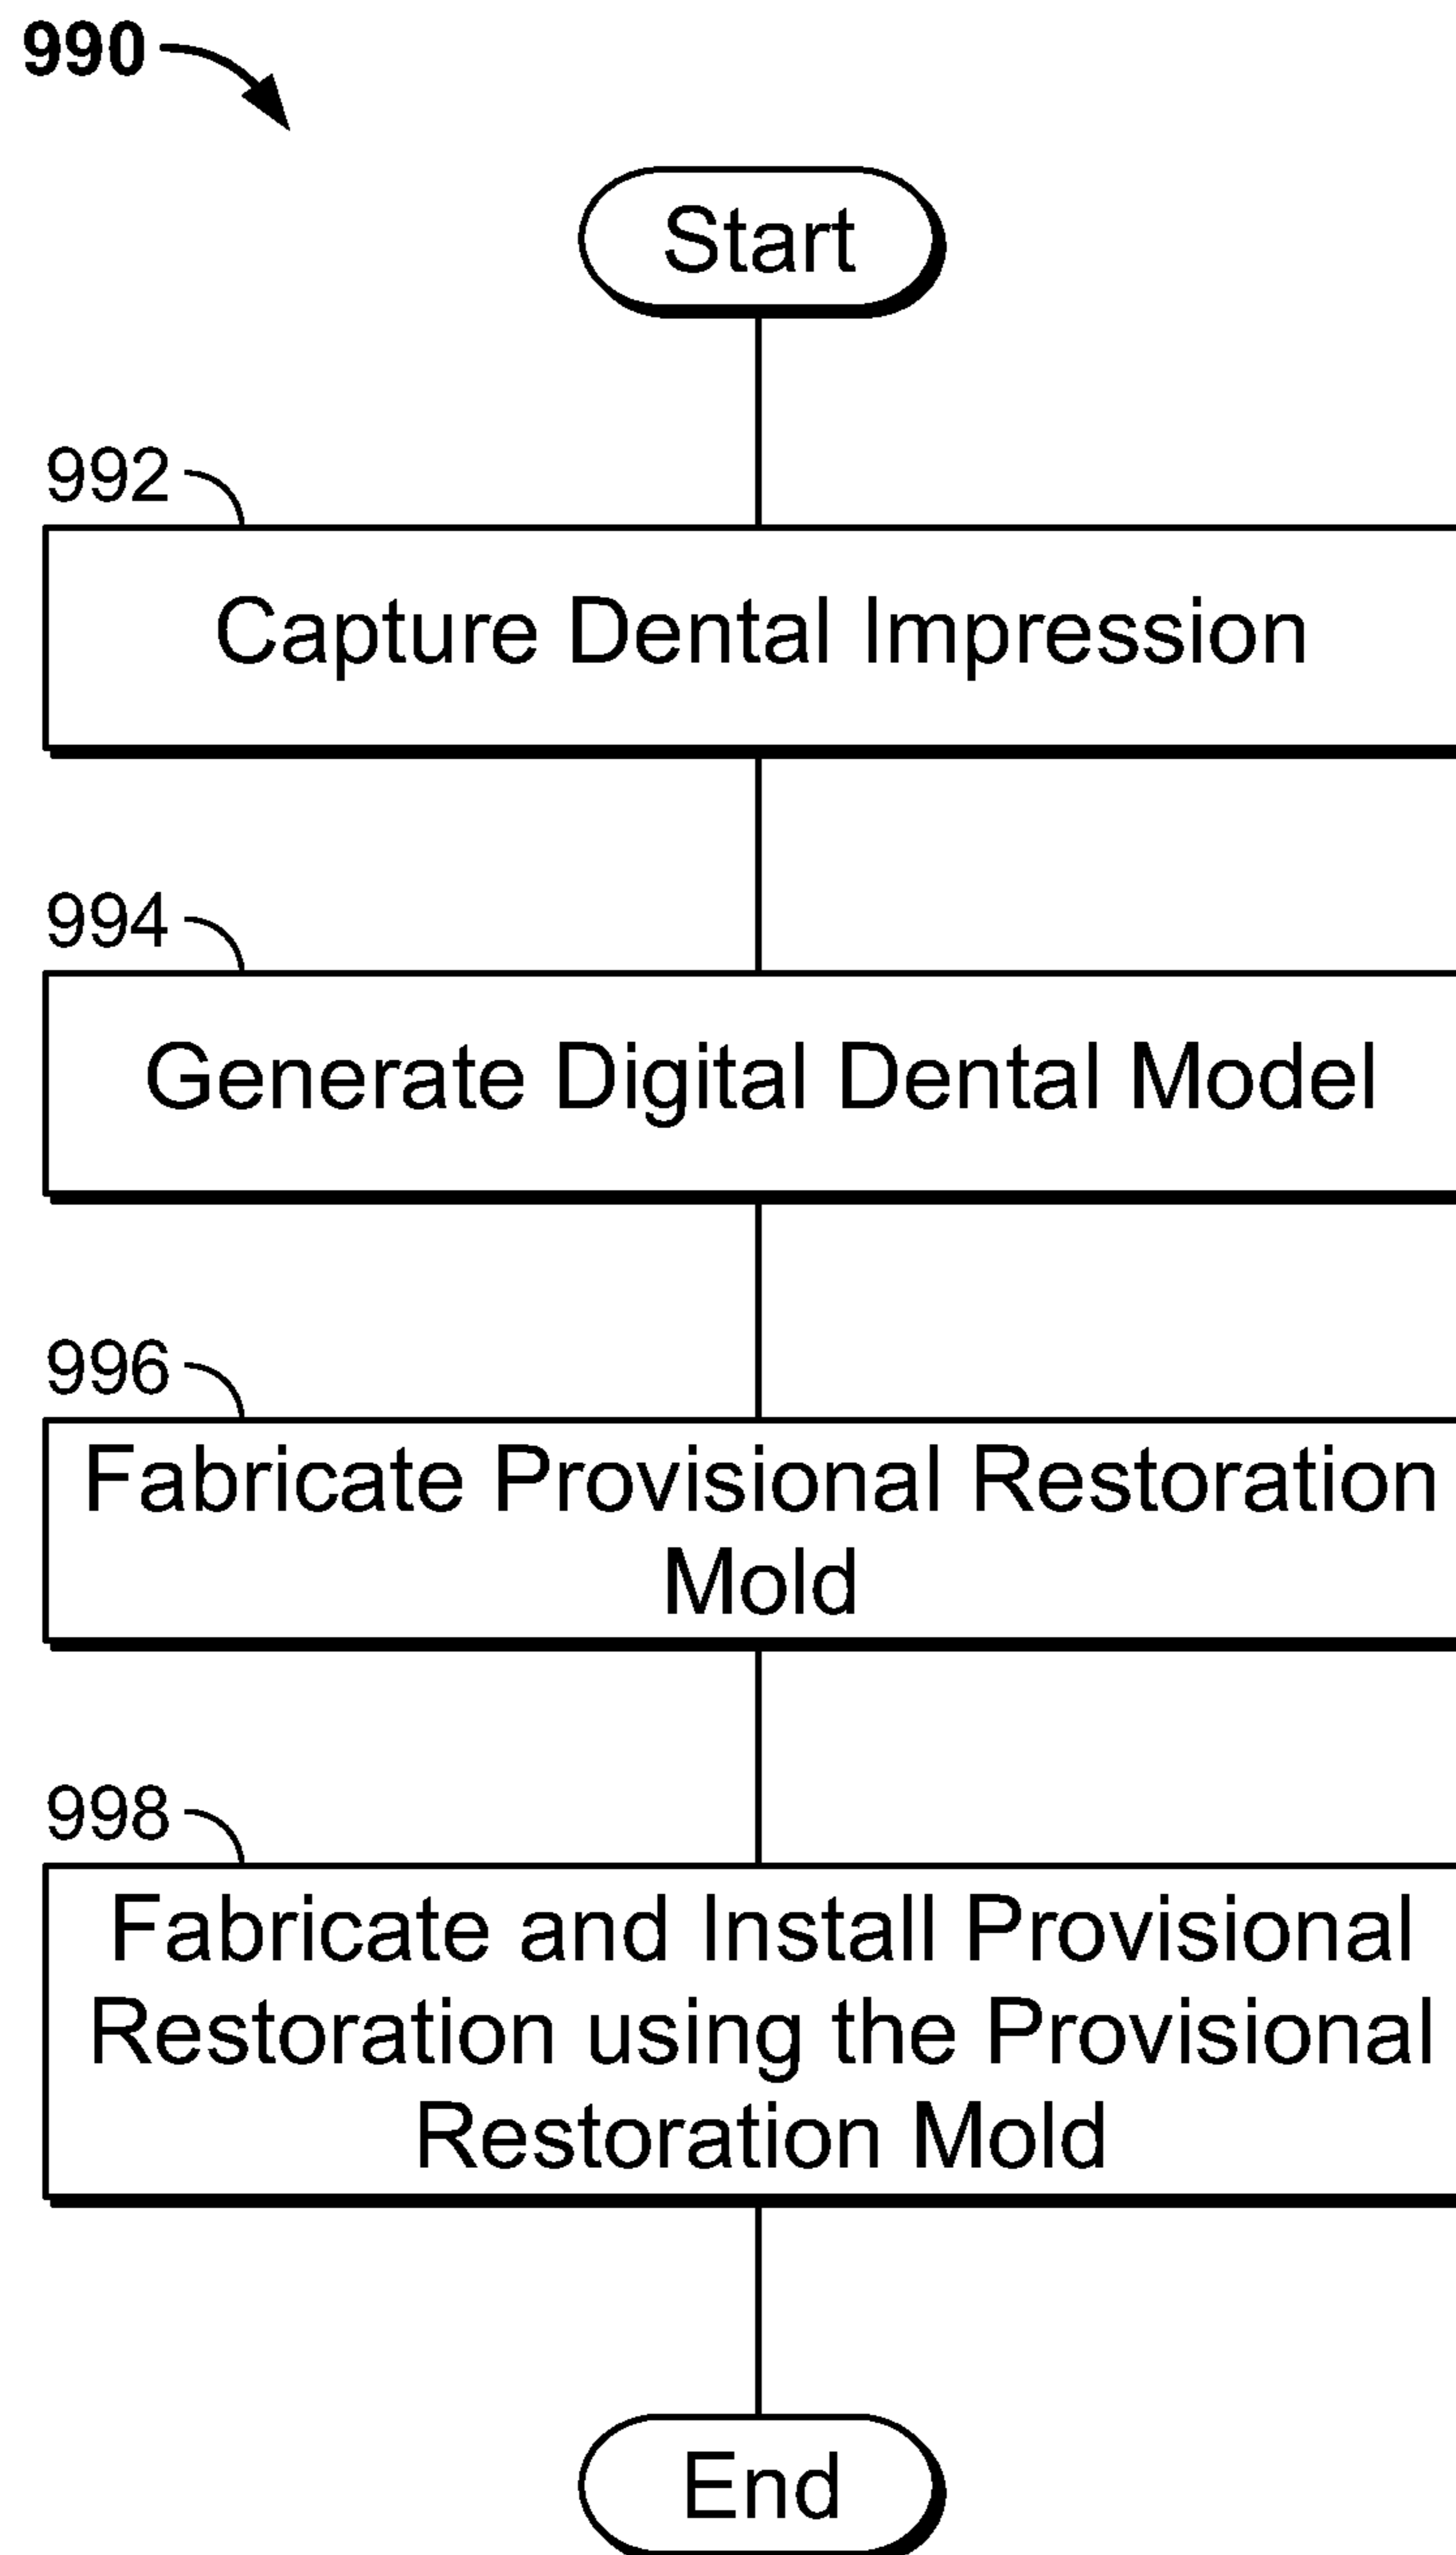 990
Start
992
Capture Dental Impression
994
Generate Digital Dental Model
996
Fabricate Provisional Restoration
Mold
998
Fabricate and Install Provisional
Restoration using the Provisional
Restoration Mold
End